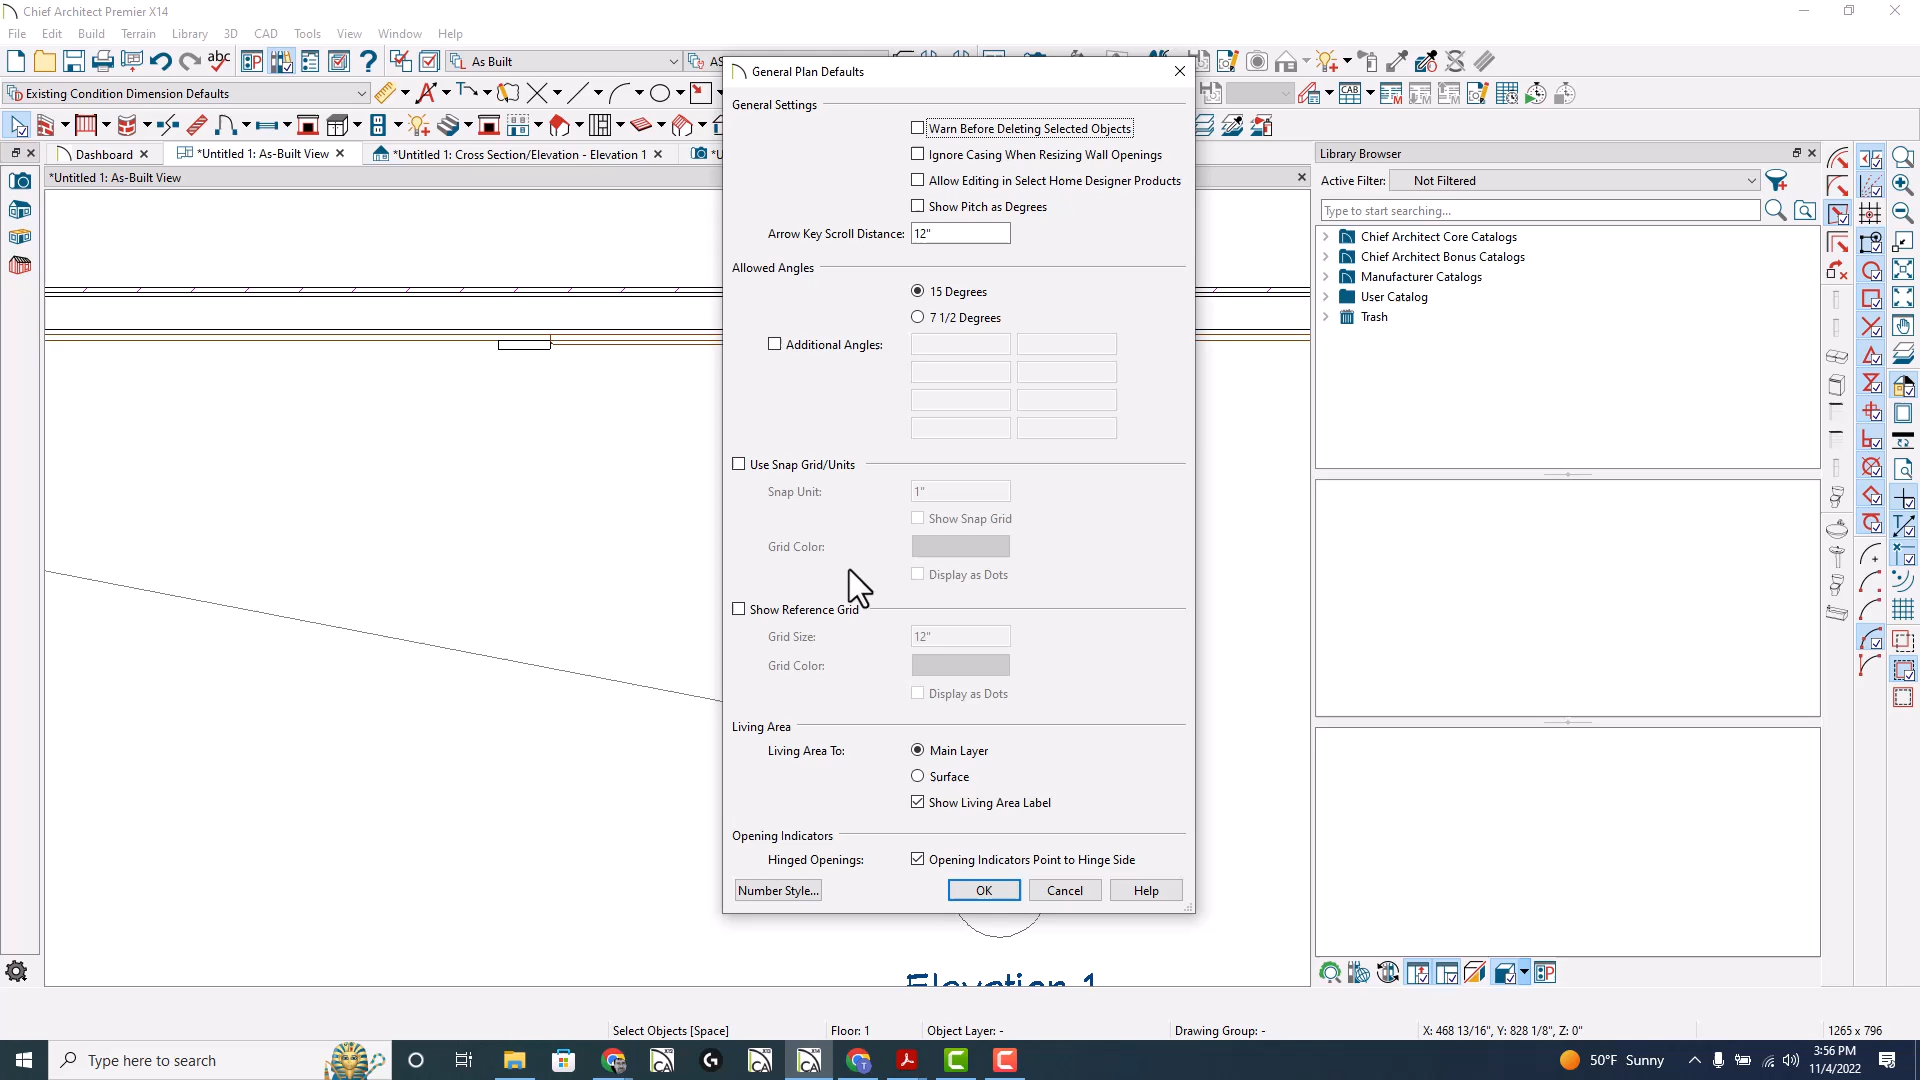 Chief Architect Premier X14
File Edit Build Terrain Library 3D CAD Tools View Window Help
As Built
Existing Condition Dimension Defaults
Dashboard
*Untitled 1: As-Built View
*Untitled 1: Cross Section/Elevation - Elevation 1
*Untitled 1: As-Built View
General Plan Defaults
General Settings
Warn Before Deleting Selected Objects
Ignore Casing When Resizing Wall Openings
Allow Editing in Select Home Designer Products
Show Pitch as Degrees
Arrow Key Scroll Distance: 12"
Allowed Angles
15 Degrees
7 1/2 Degrees
Additional Angles:
Use Snap Grid/Units
Snap Unit: 1"
Show Snap Grid
Grid Color:
Display as Dots
Show Reference Grid
Grid Size: 12"
Grid Color:
Display as Dots
Living Area
Living Area To: Main Layer
Surface
Show Living Area Label
Opening Indicators
Hinged Openings: Opening Indicators Point to Hinge Side
Number Style... OK Cancel Help
Library Browser
Active Filter: Not Filtered
Type to start searching...
Chief Architect Core Catalogs
Chief Architect Bonus Catalogs
Manufacturer Catalogs
User Catalog
Trash
Select Objects [Space] Floor: 1 Object Layer: - Drawing Group: - X: 468 13/16", Y: 828 1/8", Z: 0" 1265 x 796
Type here to search
50°F Sunny
3:56 PM
11/4/2022